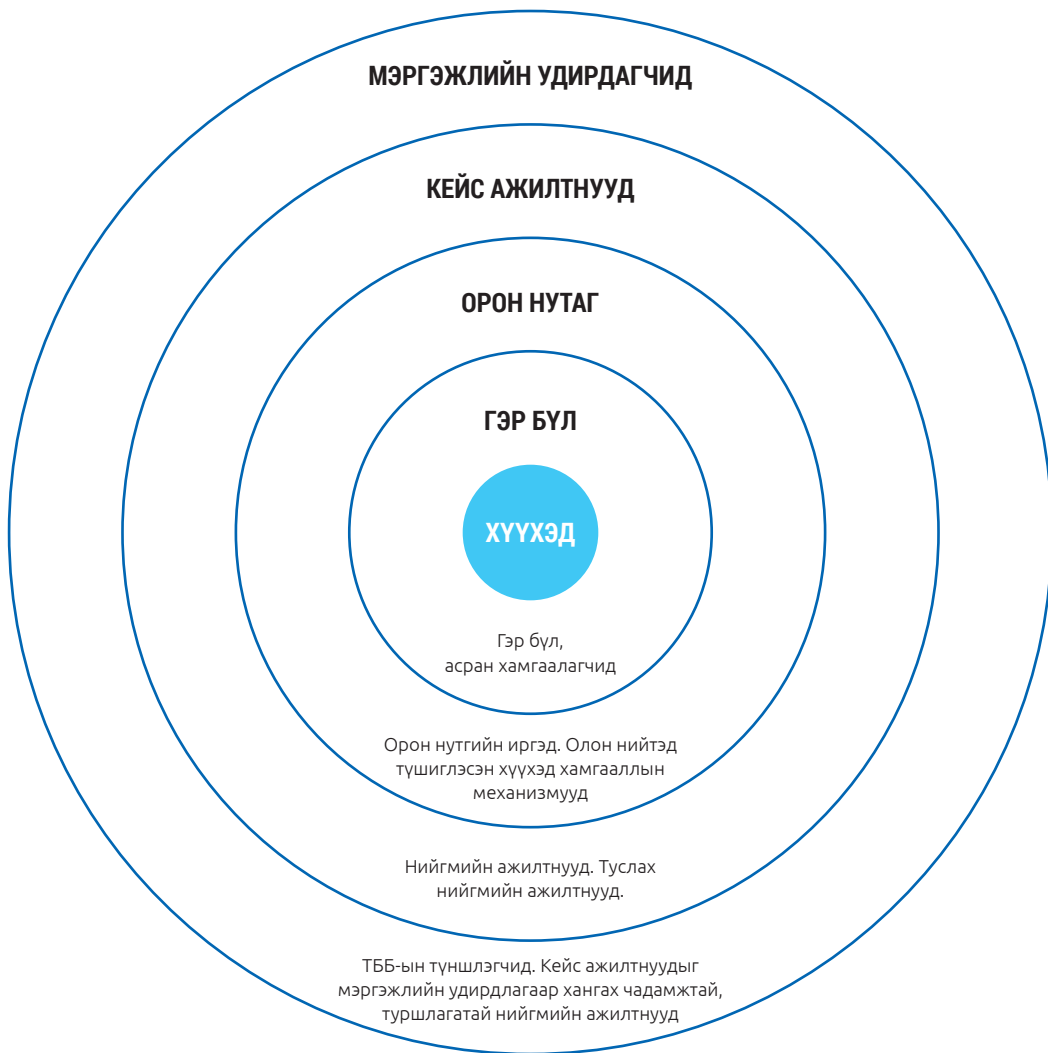 МЭРГЭЖЛИЙН УДИРДАГЧИД
КЕЙС АЖИЛТНУУД
ОРОН НУТАГ
ГЭР БҮЛ
ХҮҮХЭД
Гэр бүл,
асран хамгаалагчид
Орон нутгийн иргэд. Олон нийтэд
түшиглэсэн хүүхэд хамгааллын
механизмууд
Нийгмийн ажилтнууд. Туслах
нийгмийн ажилтнууд.
ТББ-ын түншлэгчид. Кейс ажилтнуудыг
мэргэжлийн удирдлагаар хангах чадамжтай,
туршлагатай нийгмийн ажилтнууд